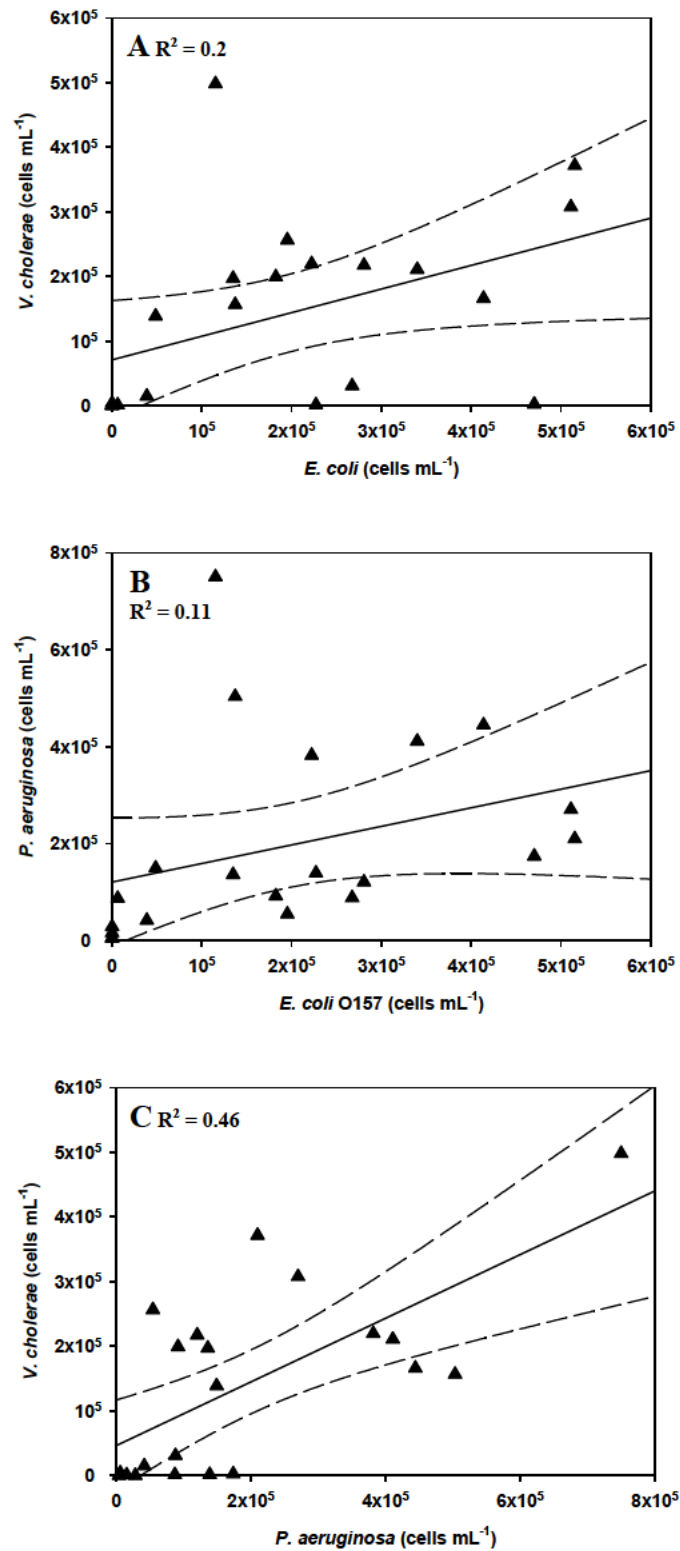 6x10⁵
A R² = 0.2
5x10⁵
4x10⁵
3x10⁵
2x10⁵
10⁵
0
V. cholerae (cells mL⁻¹)
0 10⁵ 2x10⁵ 3x10⁵ 4x10⁵ 5x10⁵ 6x10⁵
E. coli (cells mL⁻¹)
8x10⁵
B
R² = 0.11
6x10⁵
4x10⁵
2x10⁵
0
P. aeruginosa (cells mL⁻¹)
0 10⁵ 2x10⁵ 3x10⁵ 4x10⁵ 5x10⁵ 6x10⁵
E. coli O157 (cells mL⁻¹)
6x10⁵
C R² = 0.46
5x10⁵
4x10⁵
3x10⁵
2x10⁵
10⁵
0
V. cholerae (cells mL⁻¹)
0 2x10⁵ 4x10⁵ 6x10⁵ 8x10⁵
P. aeruginosa (cells mL⁻¹)